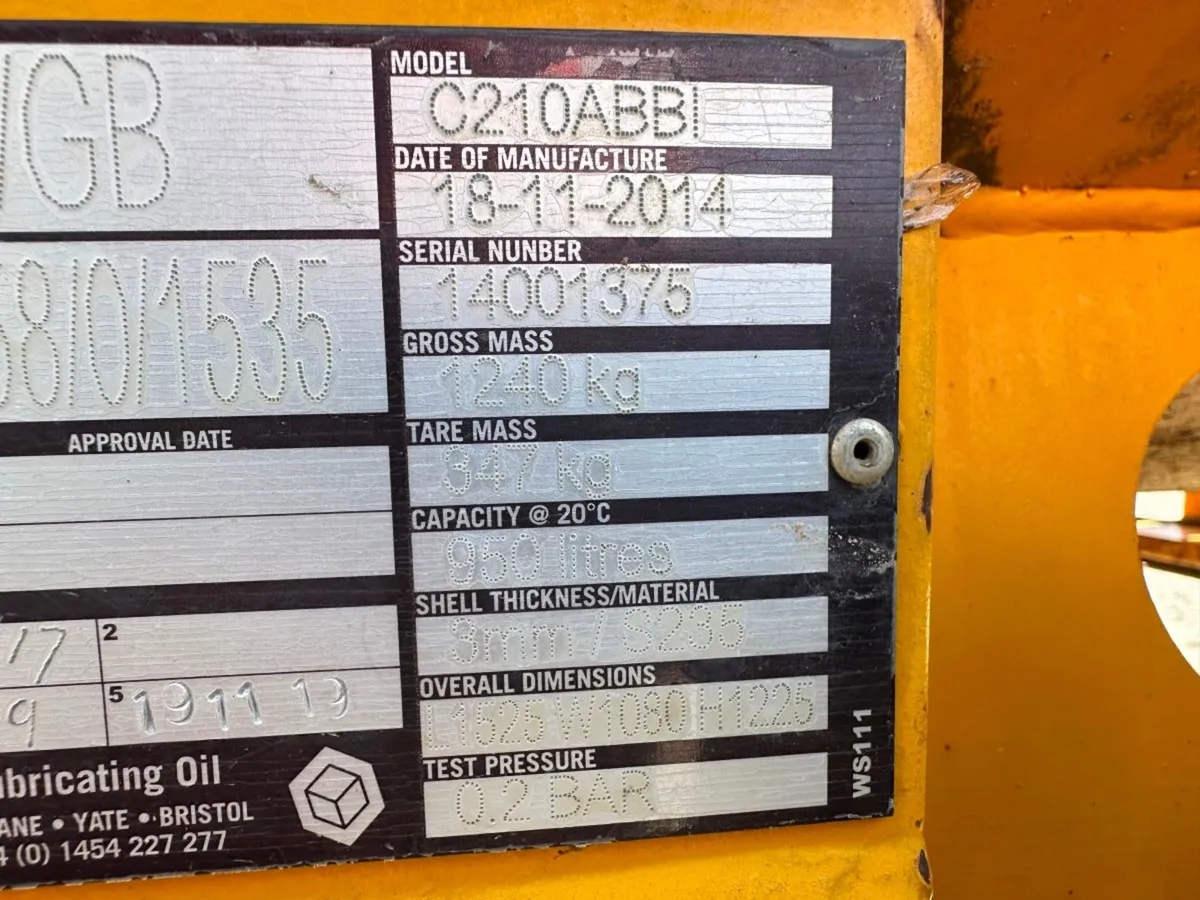 /GB
MODEL
C210ABBI
DATE OF MANUFACTURE
18-11-2014
SERIAL NUNBER
14001375
8/0/1535
GROSS MASS
1240 kg
APPROVAL DATE
TARE MASS
347 kg
CAPACITY @ 20°C
950 litres
SHELL THICKNESS/MATERIAL
3mm / S235
2
OVERALL DIMENSIONS
L1525 W1080 H1225
5 1911 19
TEST PRESSURE
0.2 BAR
ubricating Oil
ANE • YATE • BRISTOL
4 (0) 1454 227 277
WS111